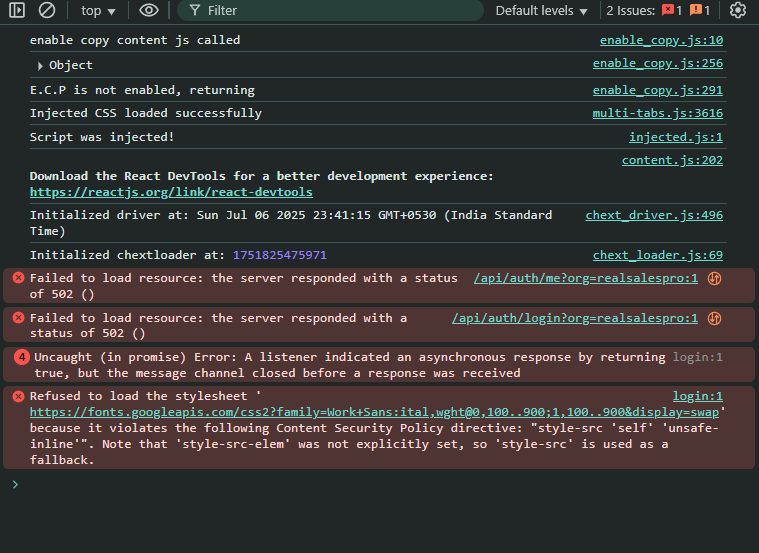 top
Filter
Default levels
2 Issues: 1 1
enable copy content js called enable_copy.js:10
Object enable_copy.js:256
E.C.P is not enabled, returning enable_copy.js:291
Injected CSS loaded successfully multi-tabs.js:3616
Script was injected! injected.js:1
content.js:202
Download the React DevTools for a better development experience:
https://reactjs.org/link/react-devtools
Initialized driver at: Sun Jul 06 2025 23:41:15 GMT+0530 (India Standard chext_driver.js:496
Time)
Initialized chextloader at: 1751825475971 chext_loader.js:69
Failed to load resource: the server responded with a status /api/auth/me?org=realsalespro:1
of 502 ()
Failed to load resource: the server responded with a /api/auth/login?org=realsalespro:1
status of 502 ()
4 Uncaught (in promise) Error: A listener indicated an asynchronous response by returning login:1
true, but the message channel closed before a response was received
Refused to load the stylesheet ' login:1
https://fonts.googleapis.com/css2?family=Work+Sans:ital,wght@0,100..900;1,100..900&display=swap'
because it violates the following Content Security Policy directive: "style-src 'self' 'unsafe-
inline'". Note that 'style-src-elem' was not explicitly set, so 'style-src' is used as a
fallback.